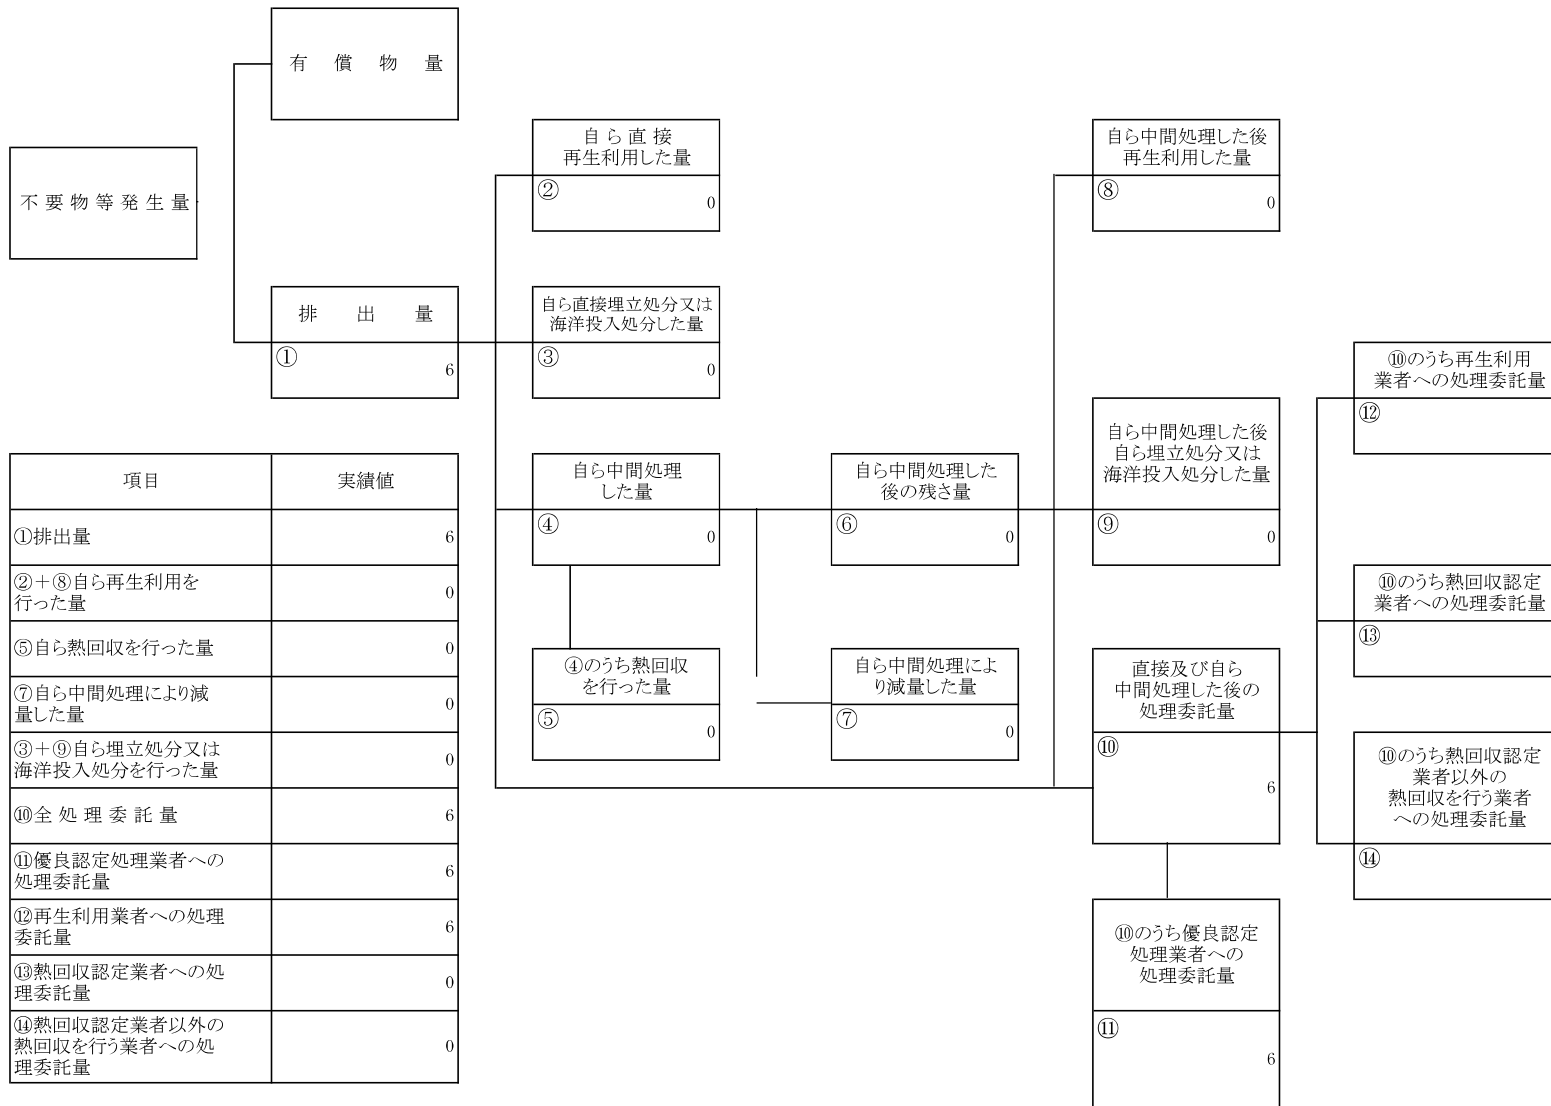 有償物量
不要物等発生量
排出量
①
6
自ら直接
再生利用した量
②
0
自ら直接埋立処分又は
海洋投入処分した量
③
0
自ら中間処理
した量
④
0
④のうち熱回収
を行った量
⑤
0
自ら中間処理した
後の残さ量
⑥
0
自ら中間処理によ
り減量した量
⑦
0
自ら中間処理した後
再生利用した量
⑧
0
自ら中間処理した後
自ら埋立処分又は
海洋投入処分した量
⑨
0
直接及び自ら
中間処理した後の
処理委託量
⑩
6
⑩のうち優良認定
処理業者への
処理委託量
⑪
6
⑩のうち再生利用
業者への処理委託量
⑫
⑩のうち熱回収認定
業者への処理委託量
⑬
⑩のうち熱回収認定
業者以外の
熱回収を行う業者
への処理委託量
⑭
項目 実績値
①排出量 6
②+⑧自ら再生利用を
行った量 0
⑤自ら熱回収を行った量 0
⑦自ら中間処理により減
量した量 0
③+⑨自ら埋立処分又は
海洋投入処分を行った量 0
⑩全処理委託量 6
⑪優良認定処理業者への
処理委託量 6
⑫再生利用業者への処理
委託量 6
⑬熱回収認定業者への処
理委託量 0
⑭熱回収認定業者以外の
熱回収を行う業者への処
理委託量 0